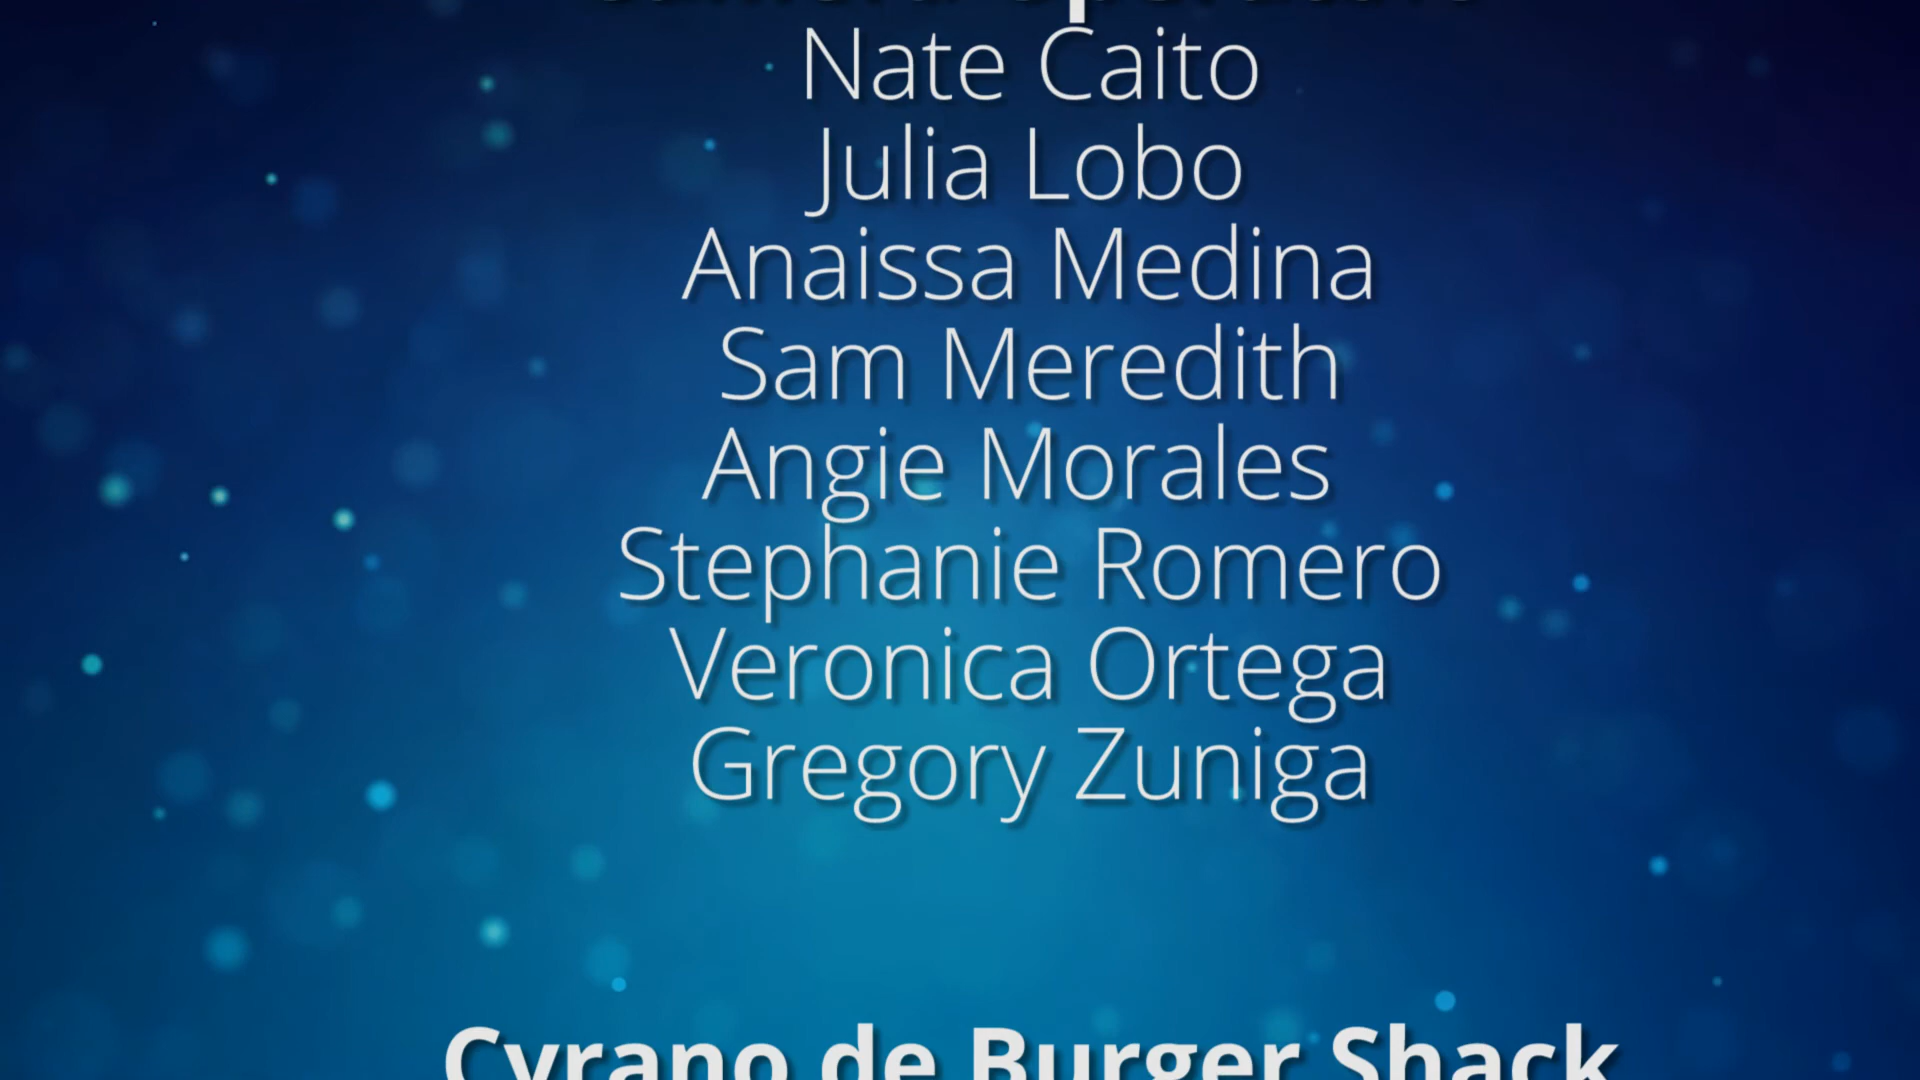 Nate Caito
Julia Lobo
Anaissa Medina
Sam Meredith
Angie Morales
Stephanie Romero
Veronica Ortega
Gregory Zuniga
Cyrano de Burger Shack